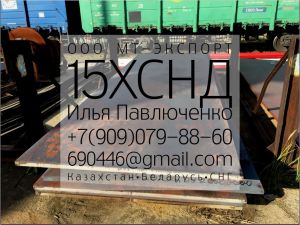 ООО МТ-ЭКСПОРТ
15ХСНД
Илья Павлюченко
+7(909)079-88-60
690446@gmail.com
Казахстан•Беларусь•СНГ